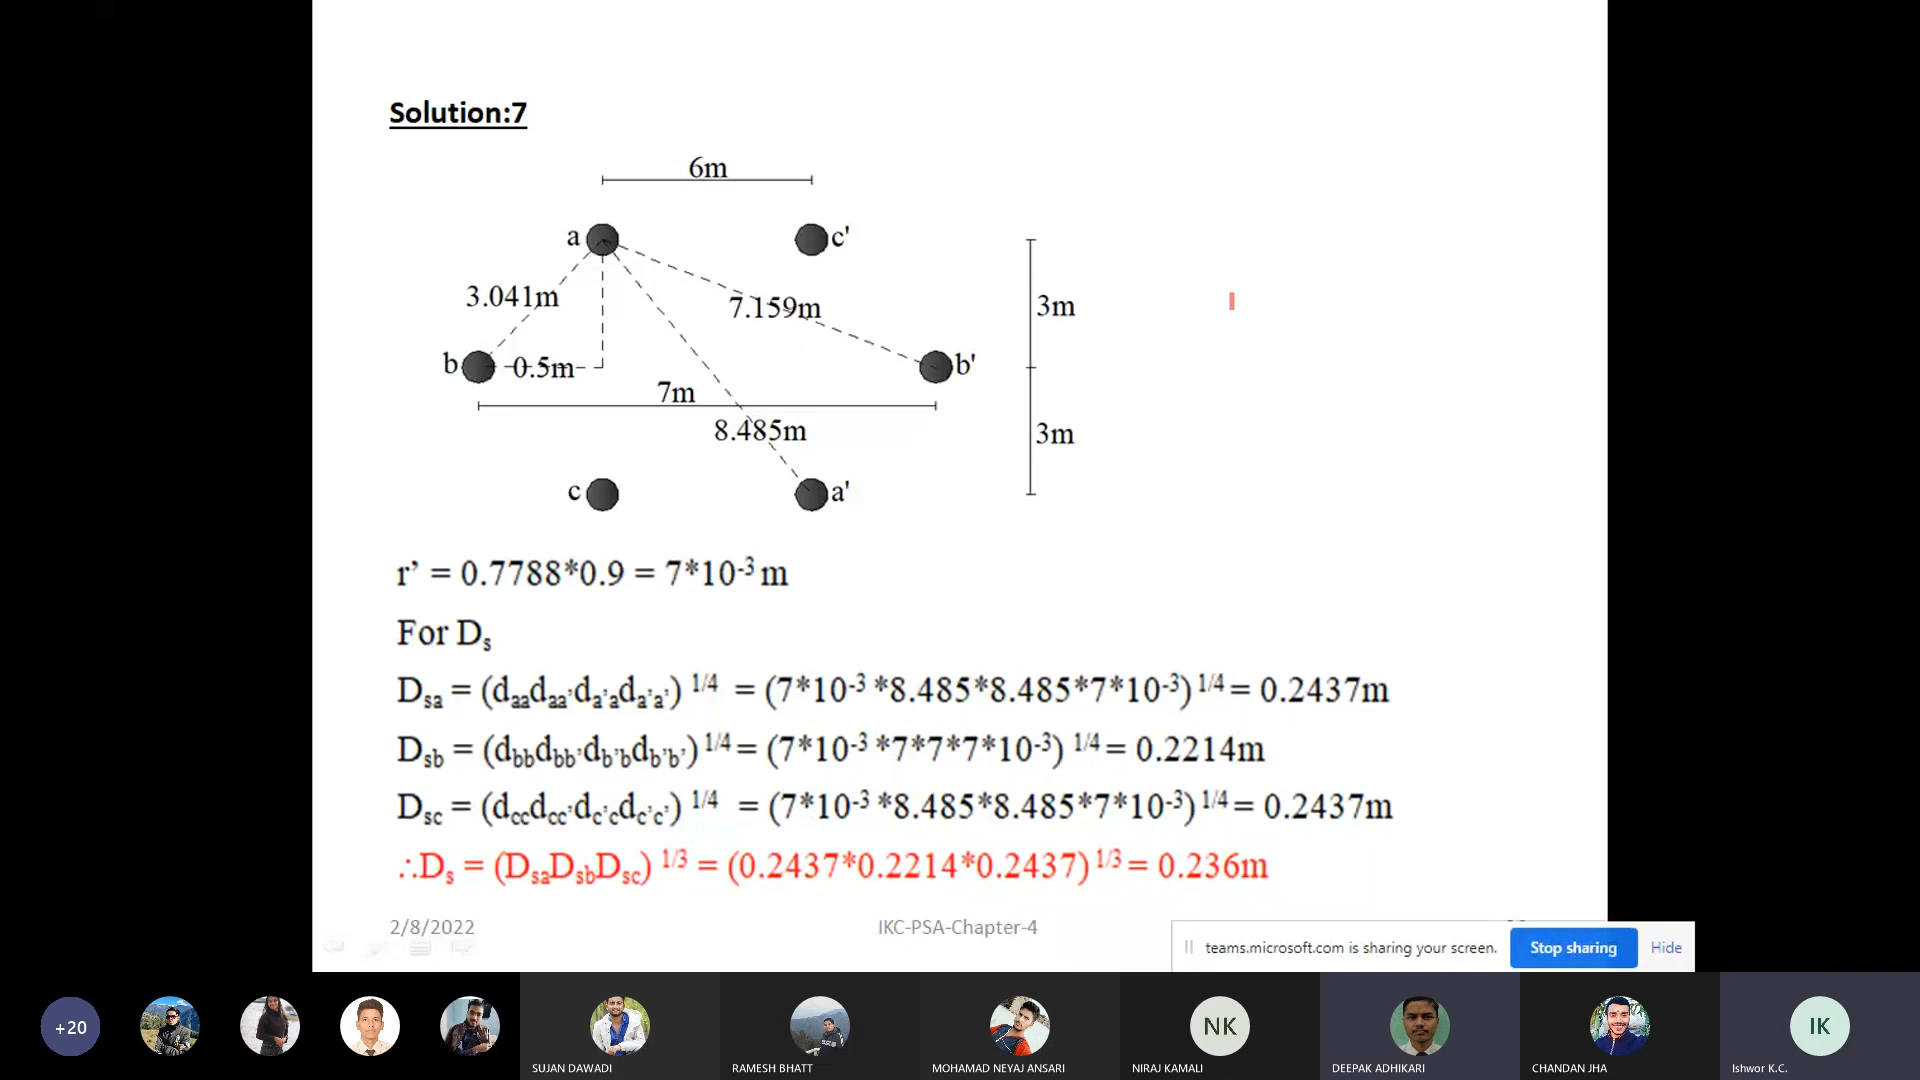 Solution:7
6m
a
c'
3.041m
7.159m
3m
b
0.5m
b'
7m
8.485m
3m
c
a'
r’ = 0.7788*0.9 = 7*10-3 m
For Ds
Dsa = (daadaa’da’ada’a’) 1/4 = (7*10-3 *8.485*8.485*7*10-3) 1/4 = 0.2437m
Dsb = (dbbdbb’db’bdb’b’) 1/4 = (7*10-3 *7*7*7*10-3) 1/4 = 0.2214m
Dsc = (dccdcc’dc’cdc’c’) 1/4 = (7*10-3 *8.485*8.485*7*10-3) 1/4 = 0.2437m
∴Ds = (DsaDsbDsc) 1/3 = (0.2437*0.2214*0.2437) 1/3 = 0.236m
2/8/2022
IKC-PSA-Chapter-4
teams.microsoft.com is sharing your screen.
Stop sharing
Hide
+20
NK
IK
SUJAN DAWADI
RAMESH BHATT
MOHAMAD NEYAJ ANSARI
NIRAJ KAMALI
DEEPAK ADHIKARI
CHANDAN JHA
Ishwor K.C.